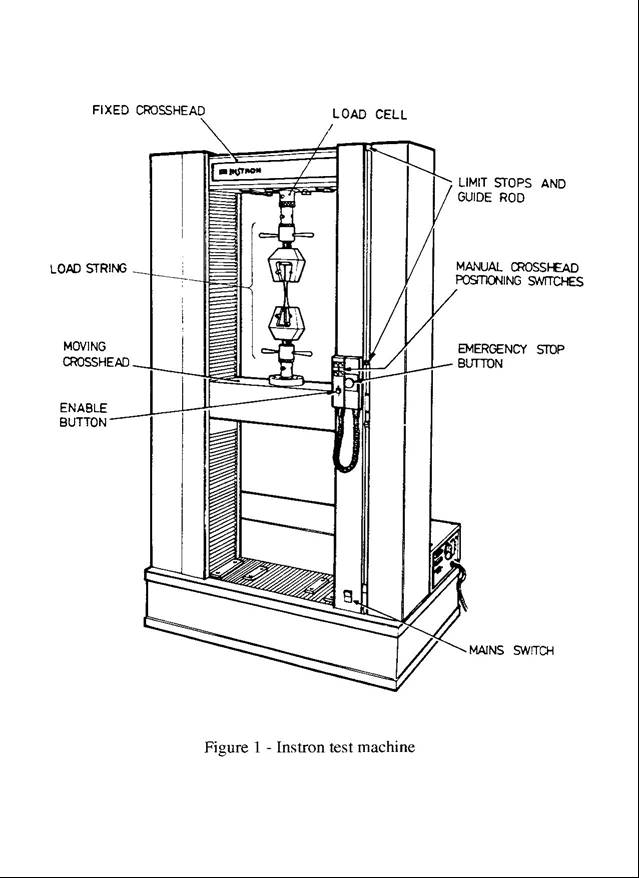 FIXED CROSSHEAD
LOAD CELL
INSTRON
LIMIT STOPS AND
GUIDE ROD
LOAD STRING
MANUAL CROSSHEAD
POSITIONING SWITCHES
MOVING
CROSSHEAD
EMERGENCY STOP
BUTTON
ENABLE
BUTTON
MAINS SWITCH
Figure 1 - Instron test machine